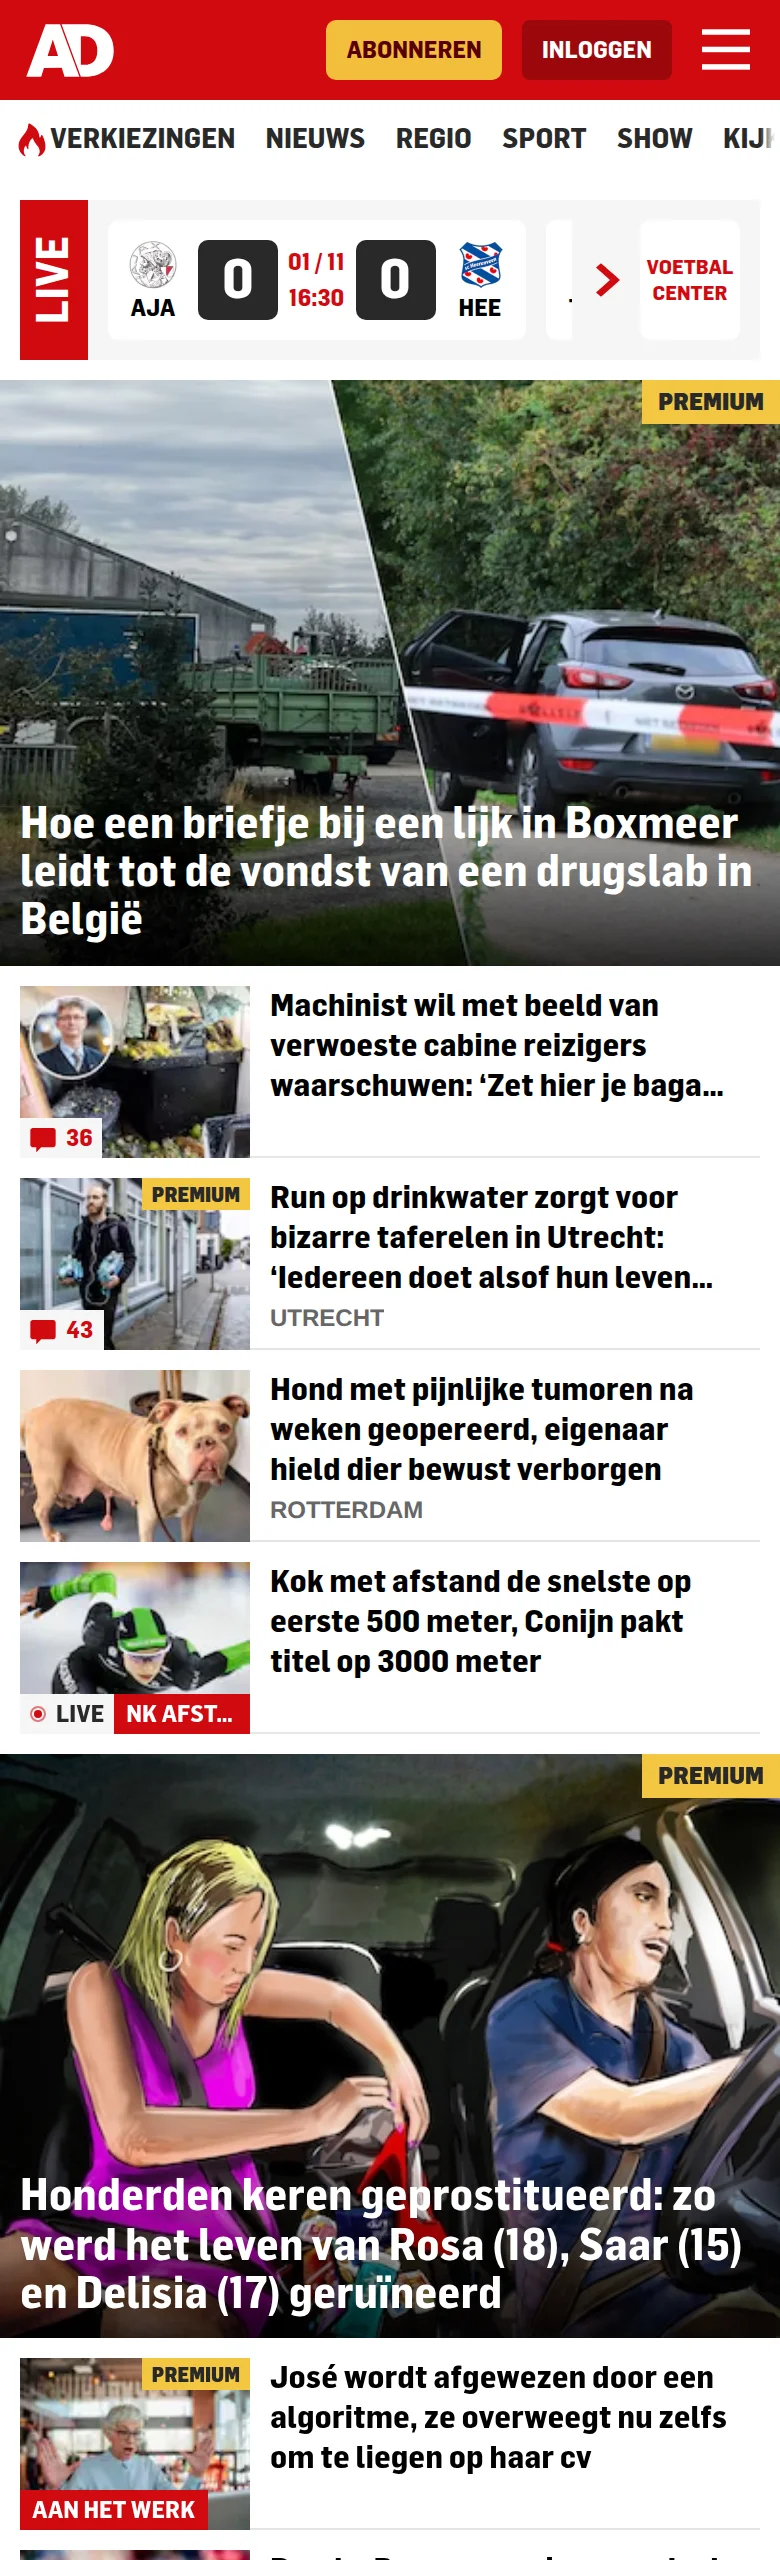 AD
ABONNEREN
INLOGGEN
VERKIEZINGEN NIEUWS REGIO SPORT SHOW
LIVE
AJA
0
01 / 11
16:30
0
HEE
VOETBAL
CENTER
PREMIUM
Hoe een briefje bij een lijk in Boxmeer
leidt tot de vondst van een drugslab in
België
Machinist wil met beeld van
verwoeste cabine reizigers
waarschuwen: ‘Zet hier je baga...
36
PREMIUM
Run op drinkwater zorgt voor
bizarre taferelen in Utrecht:
‘Iedereen doet alsof hun leven...
UTRECHT
43
Hond met pijnlijke tumoren na
weken geopereerd, eigenaar
hield dier bewust verborgen
ROTTERDAM
Kok met afstand de snelste op
eerste 500 meter, Conijn pakt
titel op 3000 meter
LIVE NK AFST...
PREMIUM
Honderden keren geprostitueerd: zo
werd het leven van Rosa (18), Saar (15)
en Delisia (17) geruïneerd
PREMIUM
José wordt afgewezen door een
algoritme, ze overweegt nu zelfs
om te liegen op haar cv
AAN HET WERK